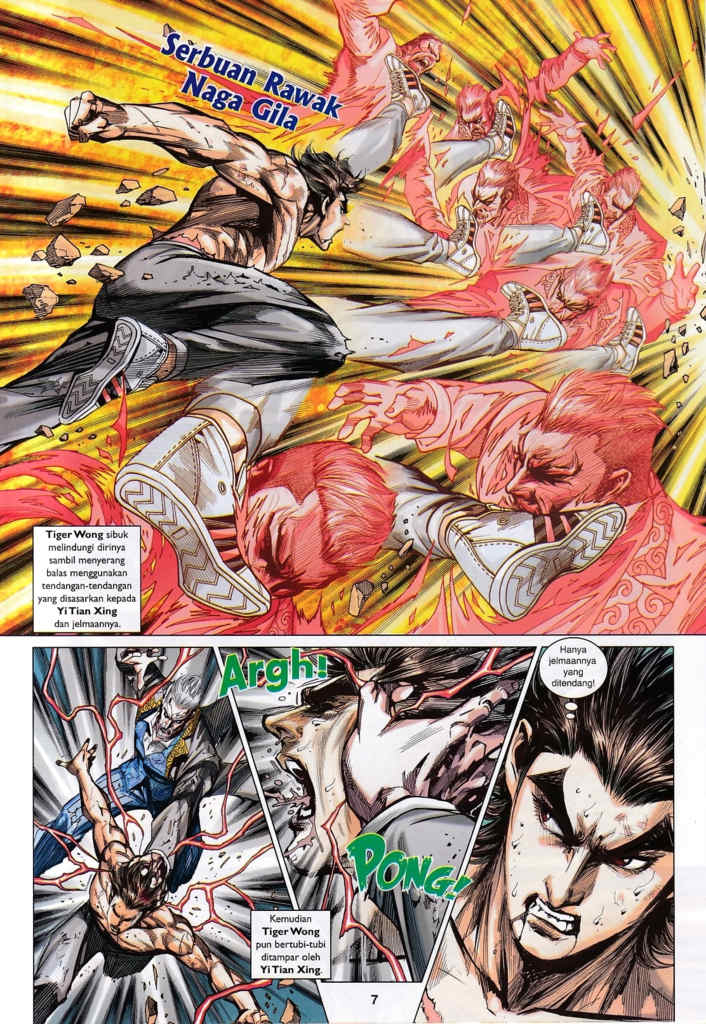 Serbuan Rawak
Naga Gila
Tiger Wong sibuk
melindungi dirinya
sambil menyerang
balas menggunakan
tendangan-tendangan
yang disasarkan kepada
Yi Tian Xing
dan jelmaannya.
Argh!
Hanya
jelmaannya
yang
ditendang!
PONG!
Kemudian
Tiger Wong
pun bertubi-tubi
ditampar oleh
Yi Tian Xing.
7